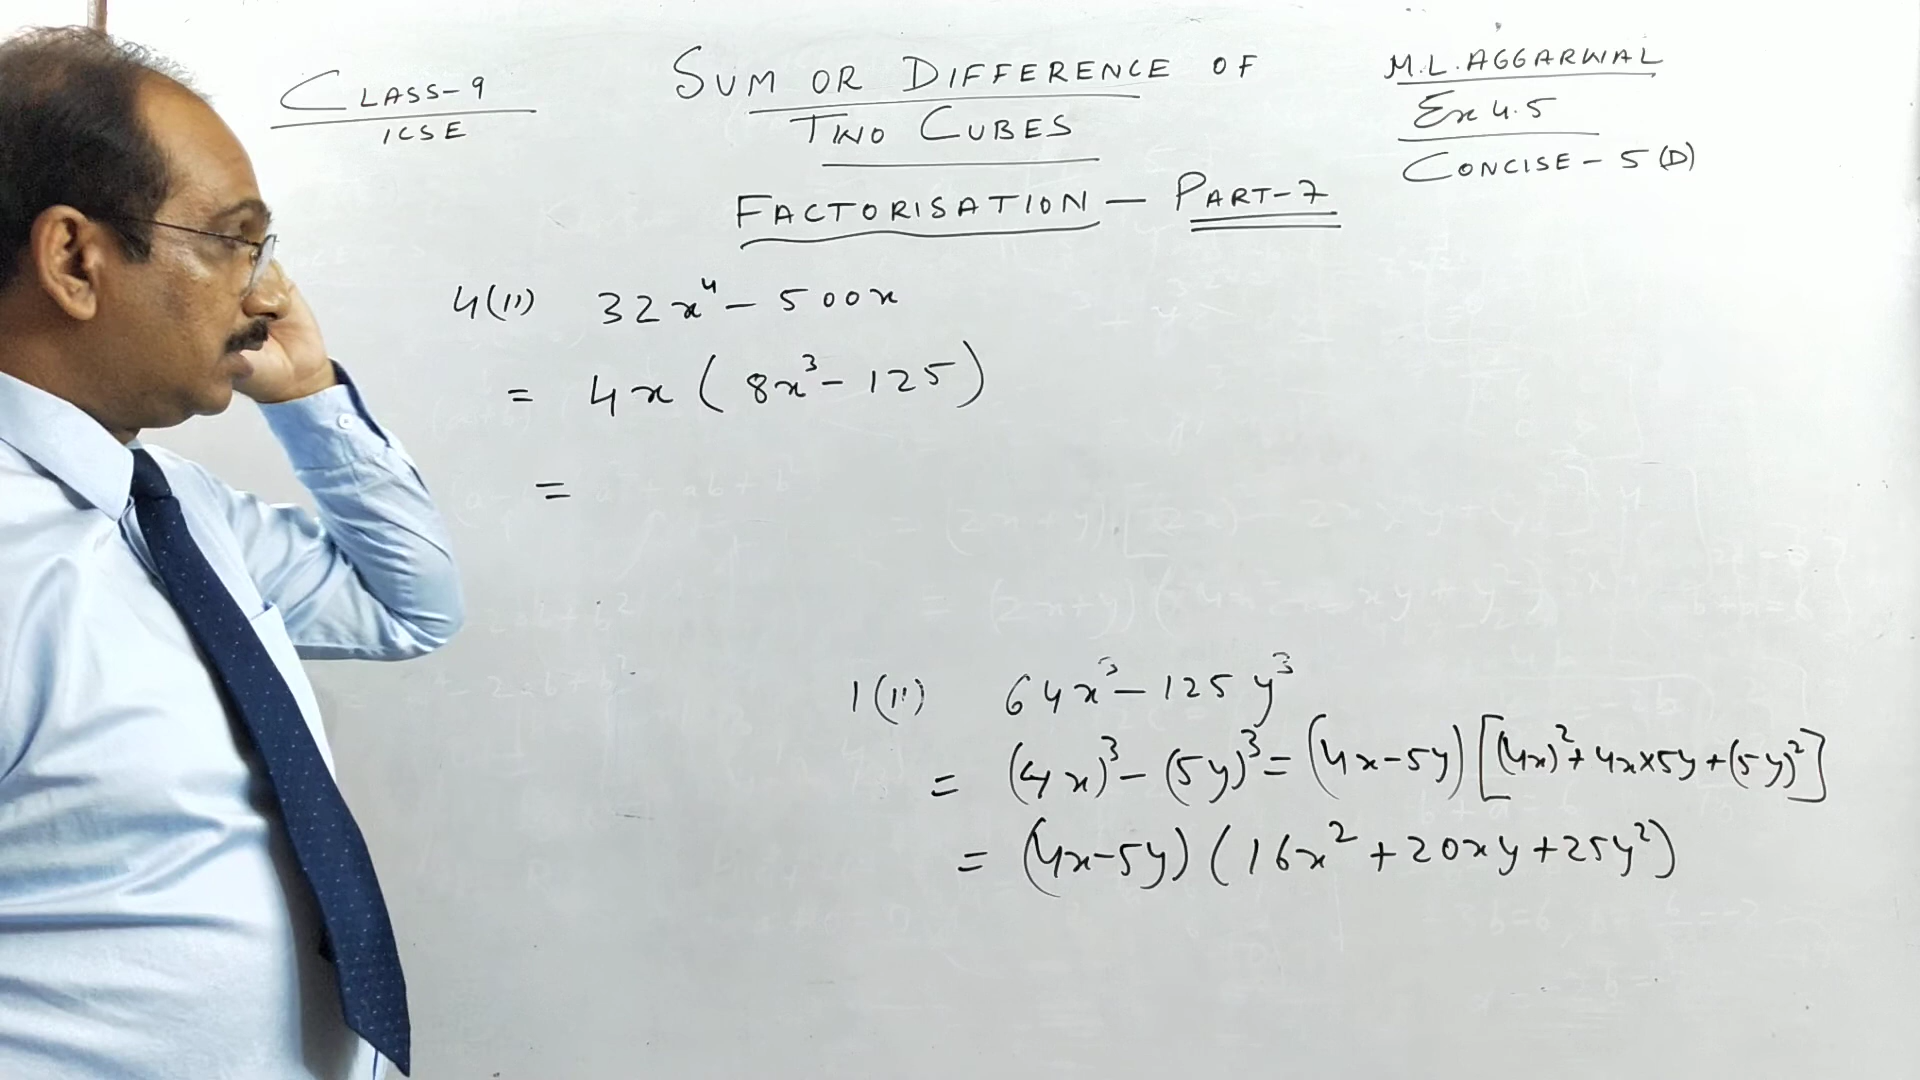 CLASS-9
ICSE
SUM OR DIFFERENCE OF
TWO CUBES
FACTORISATION — PART-7
M.L. AGGARWAL
Ex 4.5
CONCISE - 5(D)
4(ii) 32x⁴ - 500x
= 4x (8x³ - 125)
=
1(ii) 64x³ - 125y³
= (4x)³ - (5y)³ = (4x-5y) [(4x)² + 4x×5y + (5y)²]
= (4x-5y) (16x² + 20xy + 25y²)